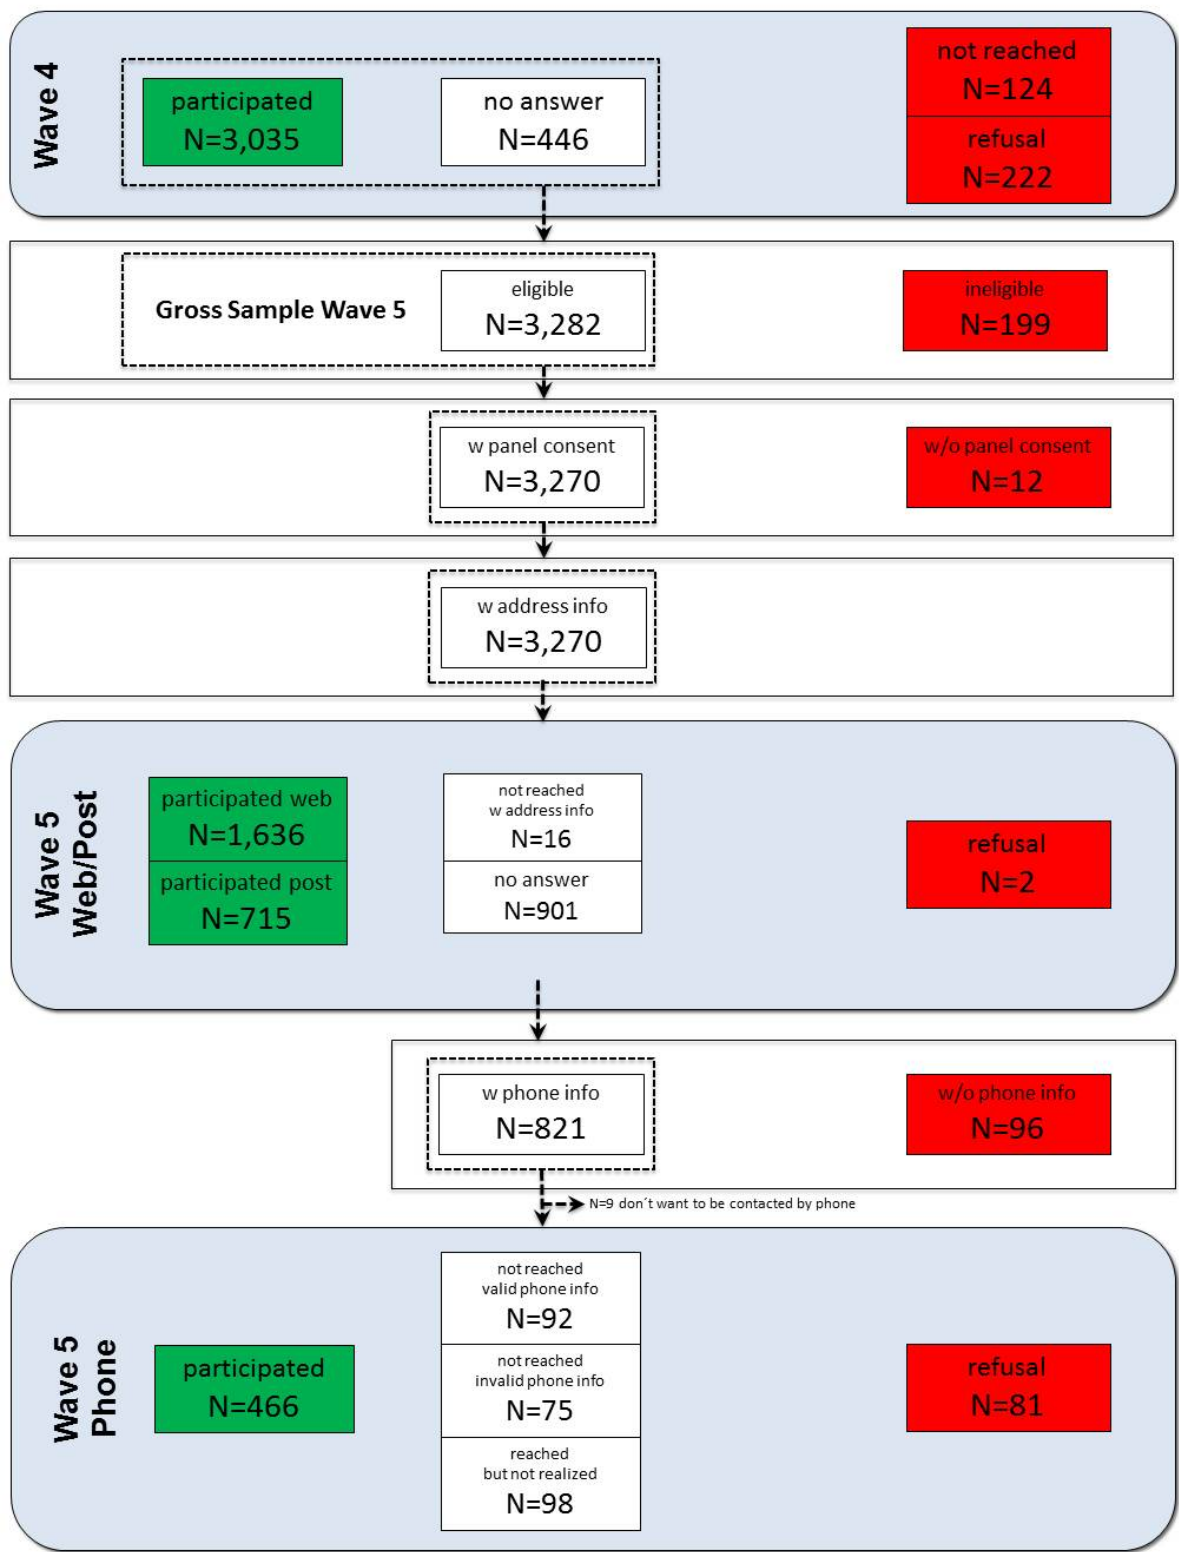 Wave 4
participated
N=3,035
no answer
N=446
not reached
N=124
refusal
N=222
Gross Sample Wave 5
eligible
N=3,282
ineligible
N=199
w panel consent
N=3,270
w/o panel consent
N=12
w address info
N=3,270
Wave 5
Web/Post
participated web
N=1,636
participated post
N=715
not reached
w address info
N=16
no answer
N=901
refusal
N=2
w phone info
N=821
w/o phone info
N=96
N=9 don´t want to be contacted by phone
Wave 5
Phone
participated
N=466
not reached
valid phone info
N=92
not reached
invalid phone info
N=75
reached
but not realized
N=98
refusal
N=81